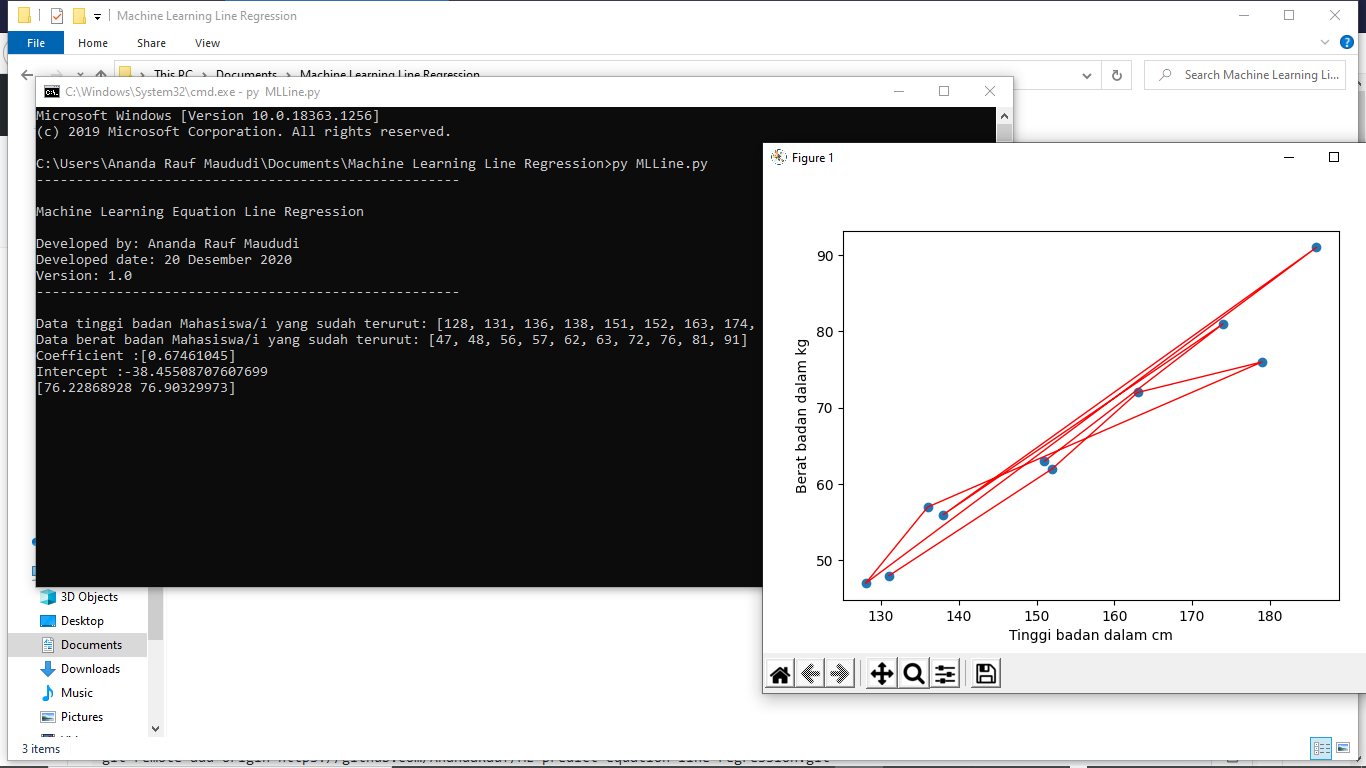 Machine Learning Line Regression
File Home Share View
This PC > Documents > Machine Learning Line Regression
Search Machine Learning Li...
C:\Windows\System32\cmd.exe - py MLLine.py
Microsoft Windows [Version 10.0.18363.1256]
(c) 2019 Microsoft Corporation. All rights reserved.
C:\Users\Ananda Rauf Maududi\Documents\Machine Learning Line Regression>py MLLine.py
-----------------------------------------------------
Machine Learning Equation Line Regression
Developed by: Ananda Rauf Maududi
Developed date: 20 Desember 2020
Version: 1.0
-----------------------------------------------------
Data tinggi badan Mahasiswa/i yang sudah terurut: [128, 131, 136, 138, 151, 152, 163, 174,
Data berat badan Mahasiswa/i yang sudah terurut: [47, 48, 56, 57, 62, 63, 72, 76, 81, 91]
Coefficient :[0.67461045]
Intercept :-38.45508707607699
[76.22868928 76.90329973]
Figure 1
90
80
70
60
50
Berat badan dalam kg
130 140 150 160 170 180
Tinggi badan dalam cm
3D Objects
Desktop
Documents
Downloads
Music
Pictures
3 items